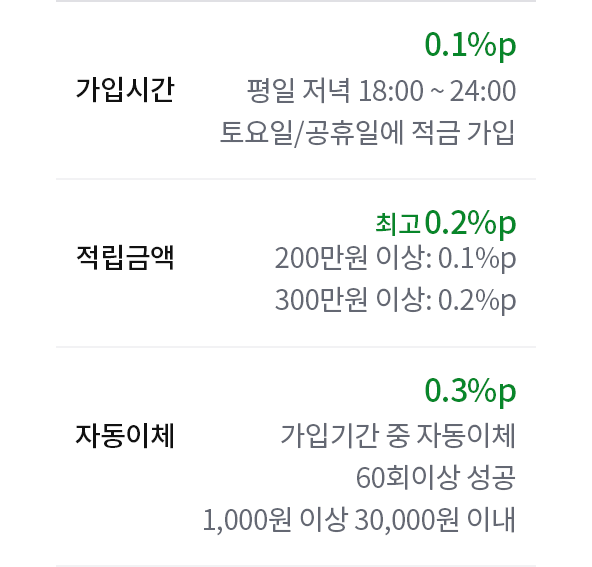 0.1%p
가입시간
평일 저녁 18:00 ~ 24:00
토요일/공휴일에 적금 가입
최고 0.2%p
적립금액
200만원 이상: 0.1%p
300만원 이상: 0.2%p
0.3%p
자동이체
가입기간 중 자동이체
60회이상 성공
1,000원 이상 30,000원 이내